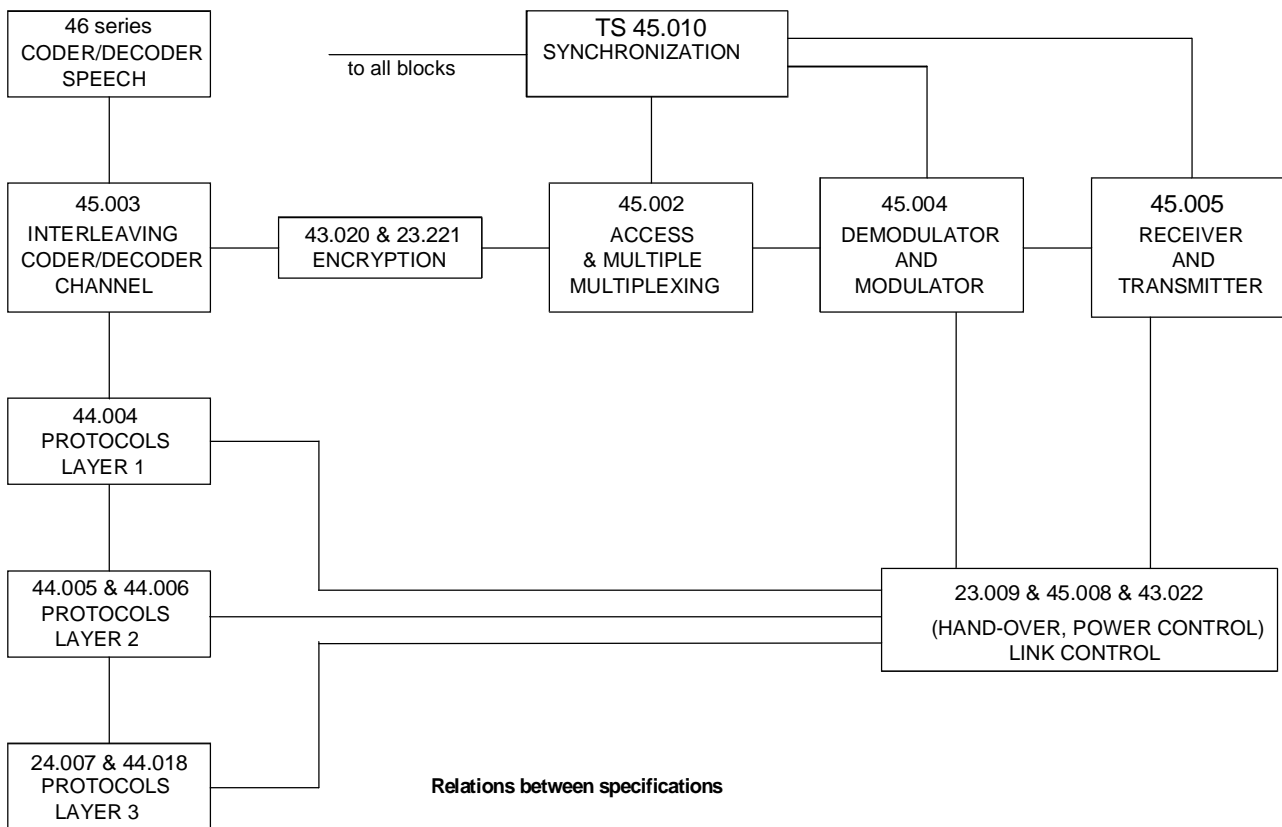 46 series
CODER/DECODER
SPEECH
to all blocks
TS 45.010
SYNCHRONIZATION
45.003
INTERLEAVING
CODER/DECODER
CHANNEL
43.020 & 23.221
ENCRYPTION
45.002
ACCESS
& MULTIPLE
MULTIPLEXING
45.004
DEMODULATOR
AND
MODULATOR
45.005
RECEIVER
AND
TRANSMITTER
44.004
PROTOCOLS
LAYER 1
44.005 & 44.006
PROTOCOLS
LAYER 2
23.009 & 45.008 & 43.022
(HAND-OVER, POWER CONTROL)
LINK CONTROL
24.007 & 44.018
PROTOCOLS
LAYER 3
Relations between specifications